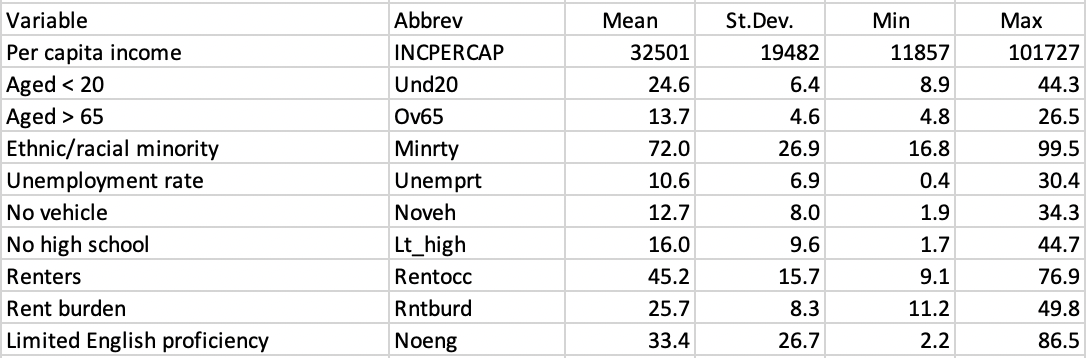 Variable Abbrev Mean St.Dev. Min Max
Per capita income INCPERCAP 32501 19482 11857 101727
Aged < 20 Und20 24.6 6.4 8.9 44.3
Aged > 65 Ov65 13.7 4.6 4.8 26.5
Ethnic/racial minority Minrty 72.0 26.9 16.8 99.5
Unemployment rate Unemprt 10.6 6.9 0.4 30.4
No vehicle Noveh 12.7 8.0 1.9 34.3
No high school Lt_high 16.0 9.6 1.7 44.7
Renters Rentocc 45.2 15.7 9.1 76.9
Rent burden Rntburd 25.7 8.3 11.2 49.8
Limited English proficiency Noeng 33.4 26.7 2.2 86.5